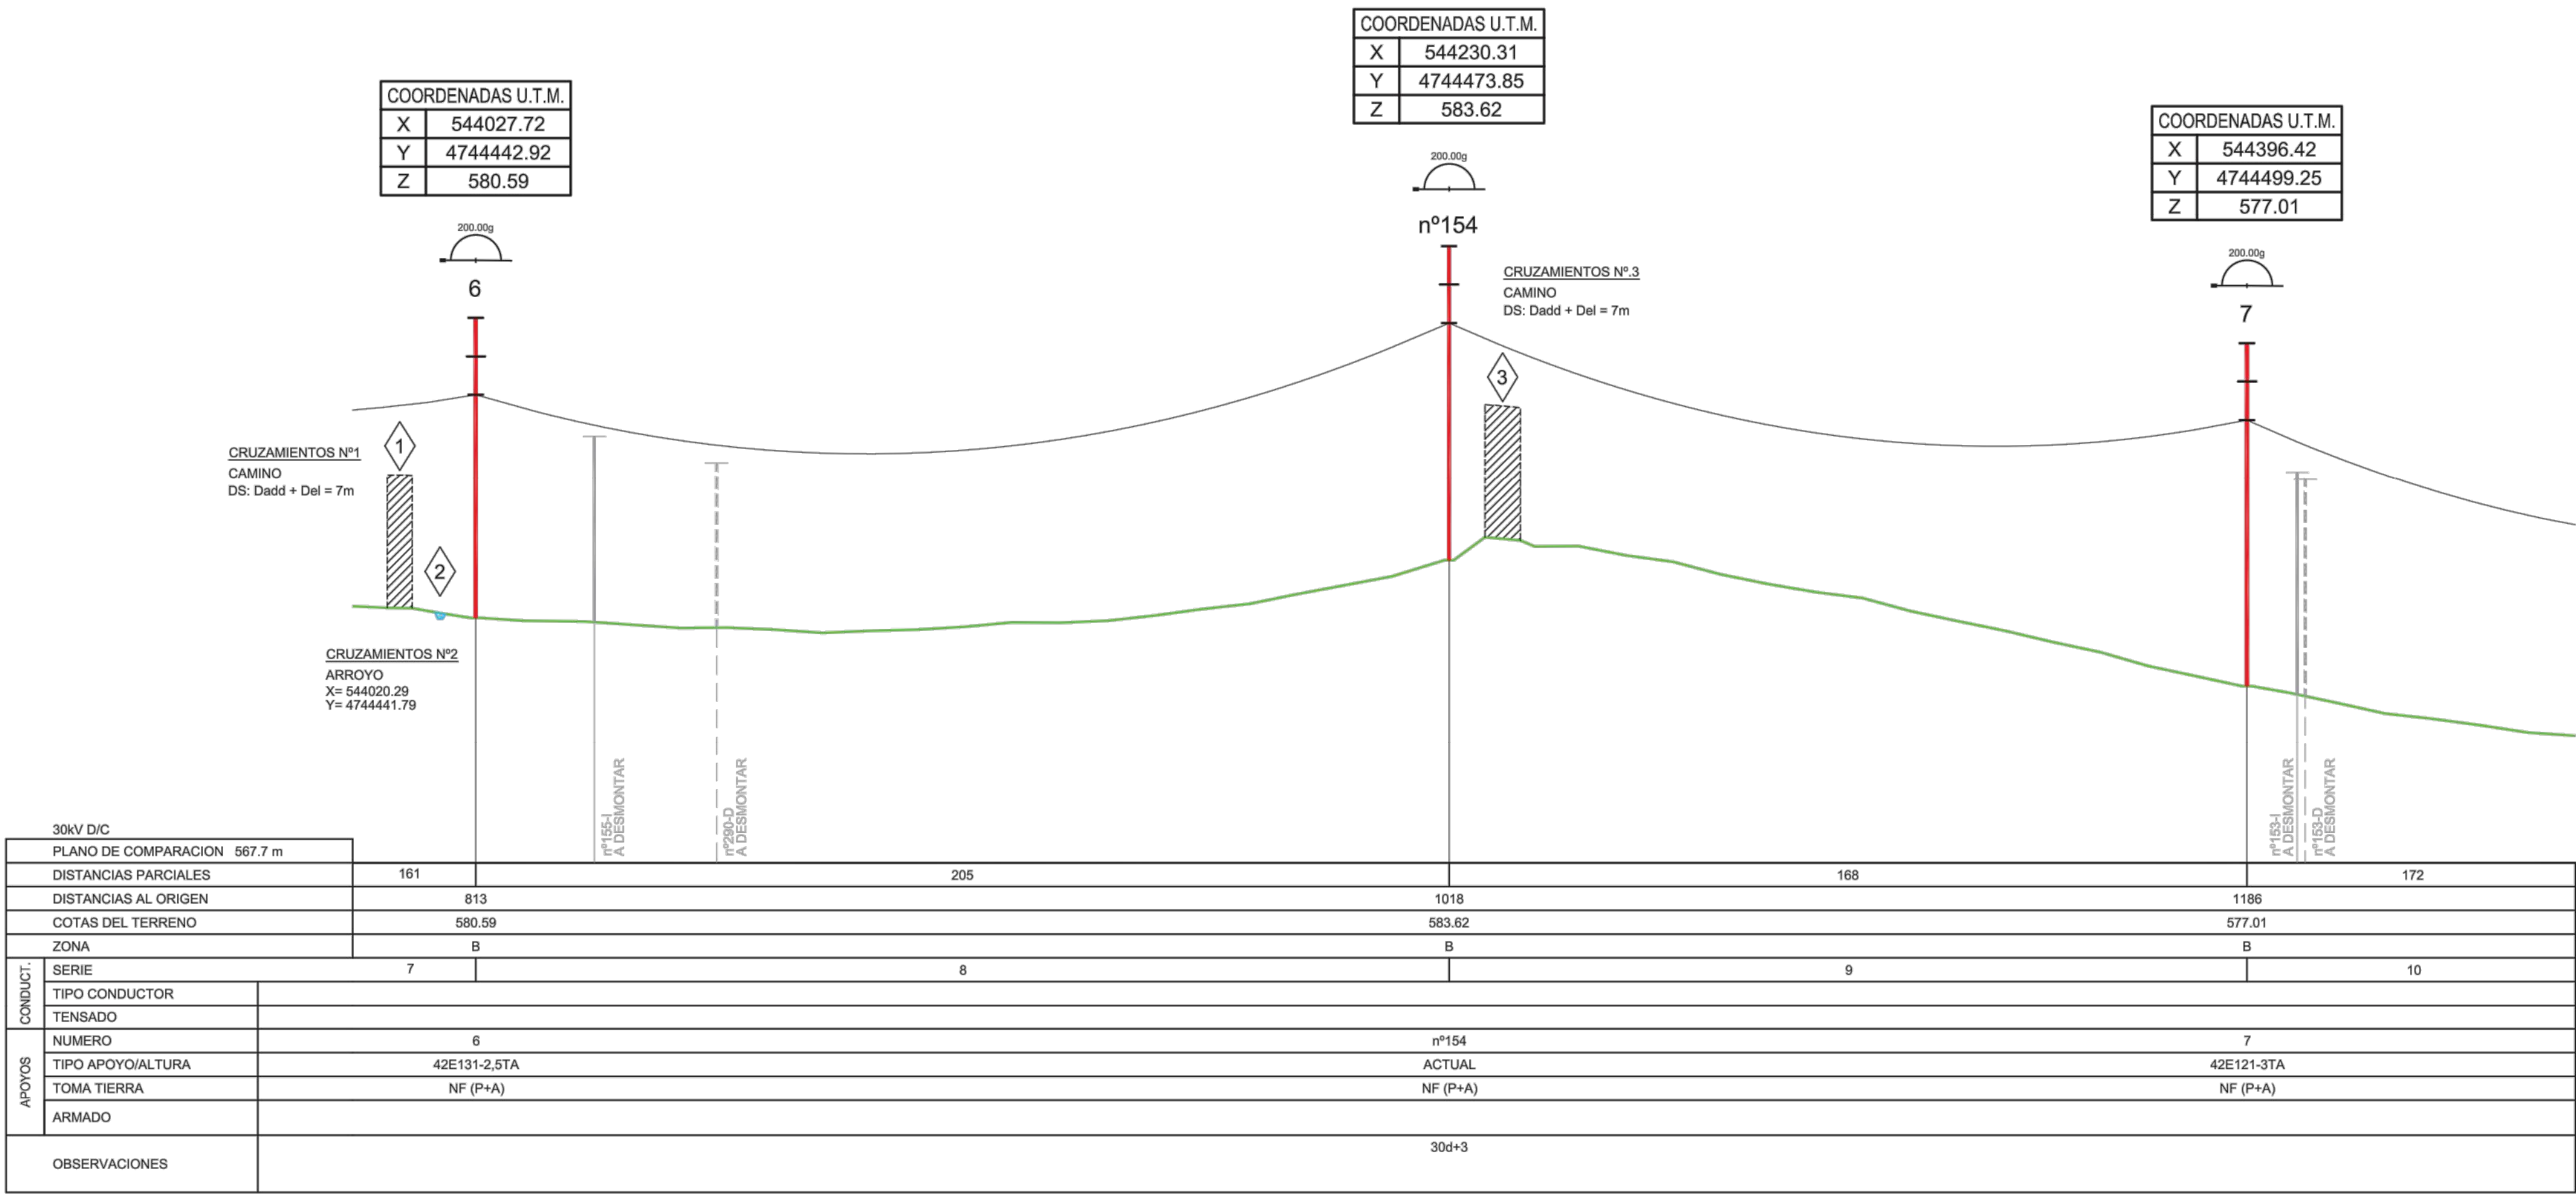 COORDENADAS U.T.M.
X 544027.72
Y 4744442.92
Z 580.59
200.00g
6
COORDENADAS U.T.M.
X 544230.31
Y 4744473.85
Z 583.62
200.00g
nº154
COORDENADAS U.T.M.
X 544396.42
Y 4744499.25
Z 577.01
200.00g
7
CRUZAMIENTOS Nº1
CAMINO
DS: Dadd + Del = 7m
1
2
CRUZAMIENTOS Nº2
ARROYO
X= 544020.29
Y= 4744441.79
CRUZAMIENTOS Nº.3
CAMINO
DS: Dadd + Del = 7m
3
nº155-I
A DESMONTAR
nº290-D
A DESMONTAR
nº153-I
A DESMONTAR
nº153-D
A DESMONTAR
30kV D/C
PLANO DE COMPARACION 567.7 m
DISTANCIAS PARCIALES 161 205 168 172
DISTANCIAS AL ORIGEN 813 1018 1186
COTAS DEL TERRENO 580.59 583.62 577.01
ZONA B B B
CONDUCT.
SERIE 7 8 9 10
TIPO CONDUCTOR
TENSADO
APOYOS
NUMERO 6 nº154 7
TIPO APOYO/ALTURA 42E131-2,5TA ACTUAL 42E121-3TA
TOMA TIERRA NF (P+A) NF (P+A) NF (P+A)
ARMADO
OBSERVACIONES 30d+3